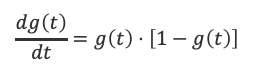 dg(t)/dt = g(t) · [1 − g(t)]